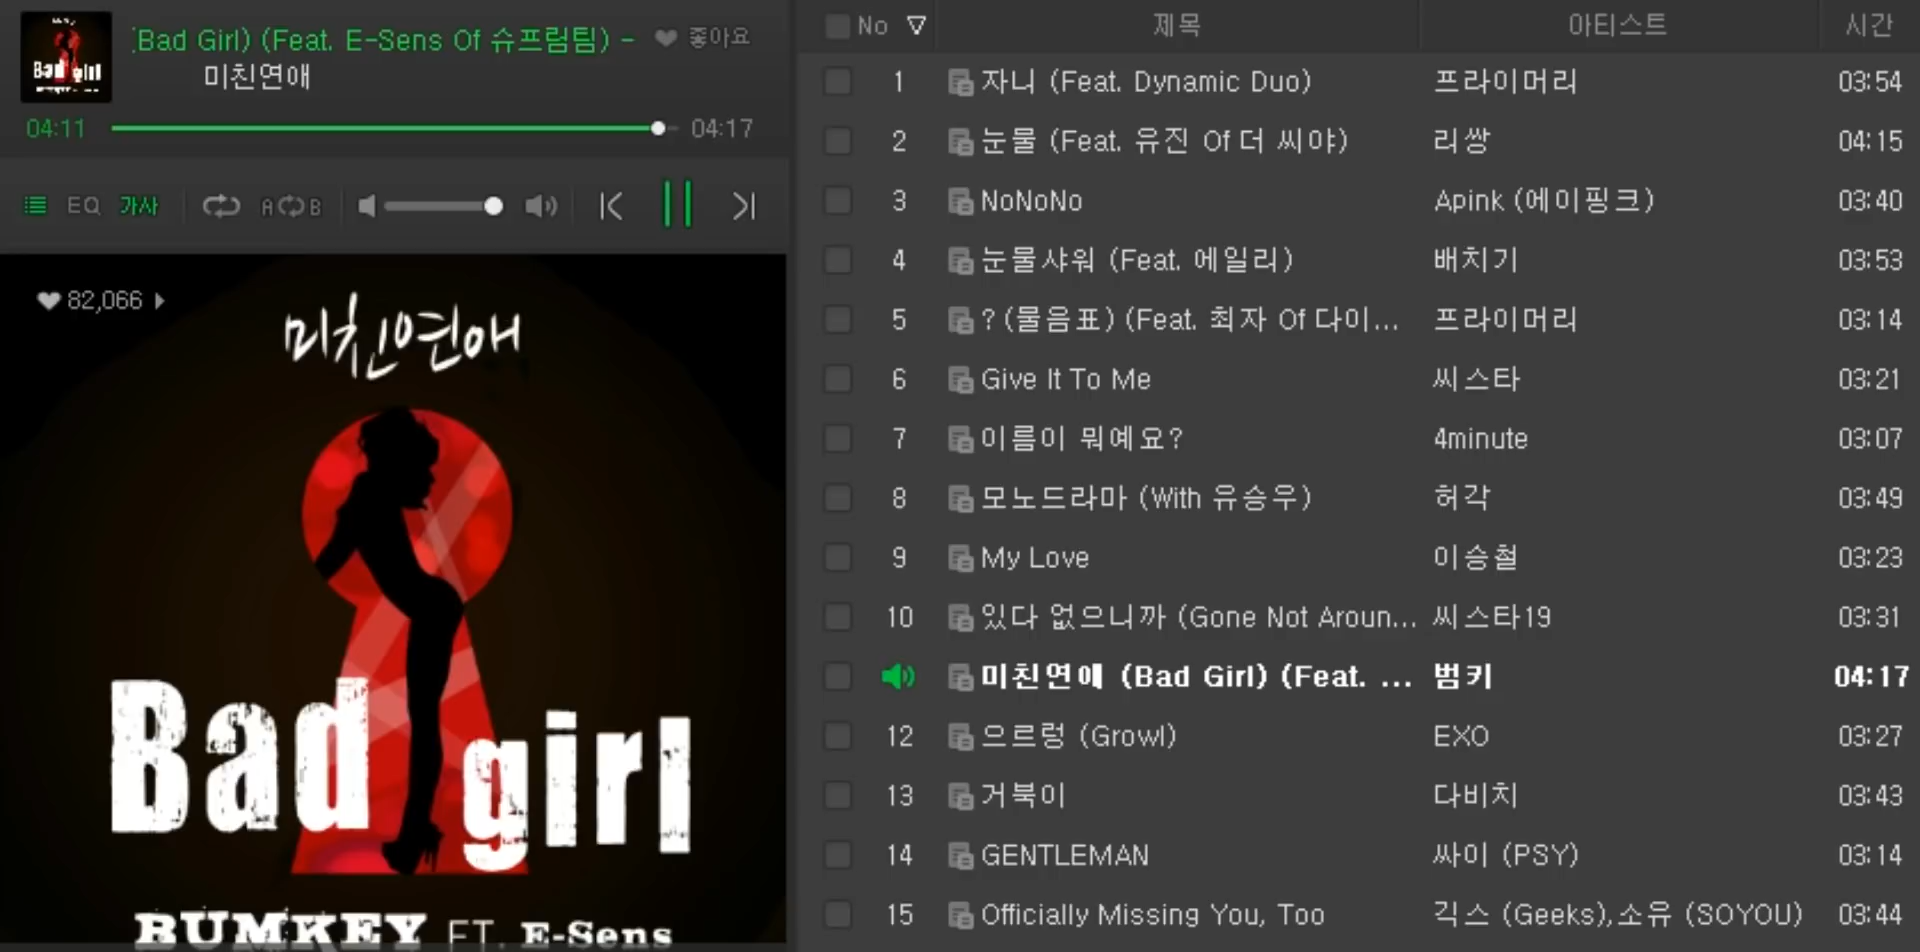 (Bad Girl) (Feat. E-Sens Of 슈프림팀) - 좋아요
미친연애
04:11 04:17
EQ 가사 A B
82,066
미친연애
Bad girl
BUMKEY FT. E-Sens
No 제목 아티스트 시간
1 자니 (Feat. Dynamic Duo) 프라이머리 03:54
2 눈물 (Feat. 유진 Of 더 씨야) 리쌍 04:15
3 NoNoNo Apink (에이핑크) 03:40
4 눈물샤워 (Feat. 에일리) 배치기 03:53
5 ? (물음표) (Feat. 최자 Of 다이... 프라이머리 03:14
6 Give It To Me 씨스타 03:21
7 이름이 뭐예요? 4minute 03:07
8 모노드라마 (With 유승우) 허각 03:49
9 My Love 이승철 03:23
10 있다 없으니까 (Gone Not Aroun... 씨스타19 03:31
미친연애 (Bad Girl) (Feat. ... 범키 04:17
12 으르렁 (Growl) EXO 03:27
13 거북이 다비치 03:43
14 GENTLEMAN 싸이 (PSY) 03:14
15 Officially Missing You, Too 긱스 (Geeks),소유 (SOYOU) 03:44